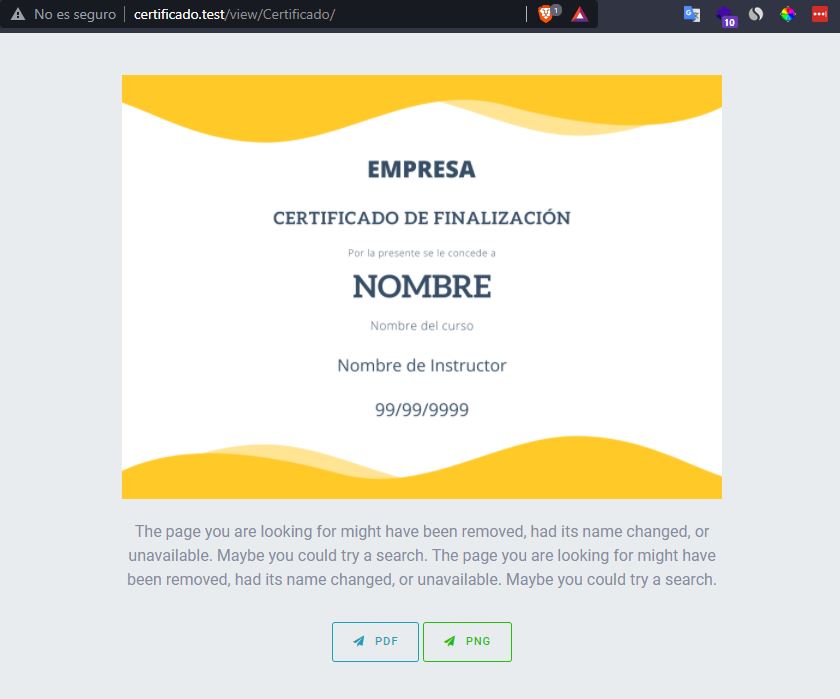 No es seguro certificado.test/view/Certificado/ 1 10
EMPRESA
CERTIFICADO DE FINALIZACIÓN
Por la presente se le concede a
NOMBRE
Nombre del curso
Nombre de Instructor
99/99/9999
The page you are looking for might have been removed, had its name changed, or
unavailable. Maybe you could try a search. The page you are looking for might have
been removed, had its name changed, or unavailable. Maybe you could try a search.
PDF PNG